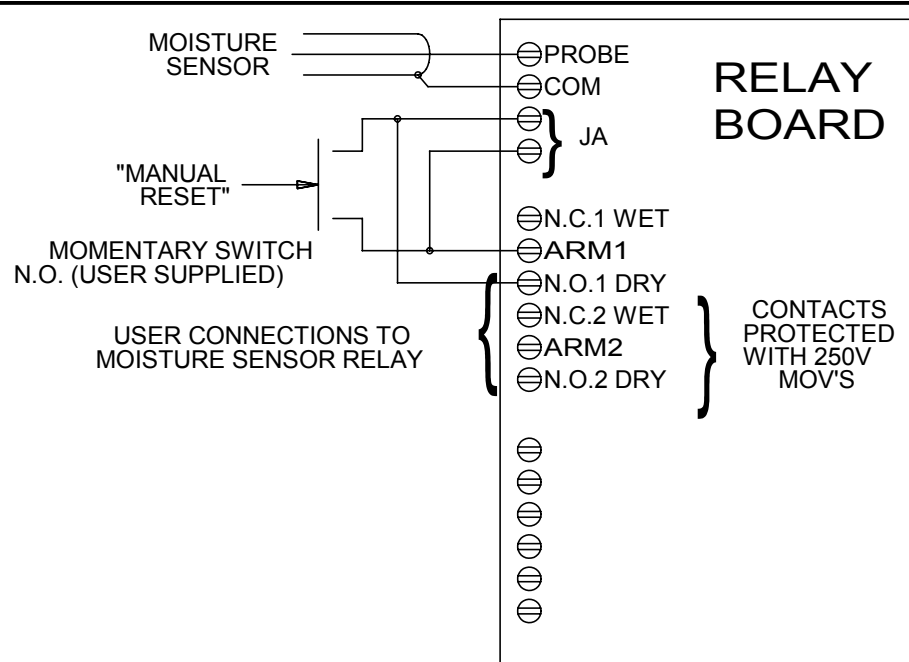 MOISTURE
SENSOR
PROBE
COM
JA
RELAY
BOARD
"MANUAL
RESET"
MOMENTARY SWITCH
N.O. (USER SUPPLIED)
N.C.1 WET
ARM1
N.O.1 DRY
N.C.2 WET
ARM2
N.O.2 DRY
USER CONNECTIONS TO
MOISTURE SENSOR RELAY
CONTACTS
PROTECTED
WITH 250V
MOV'S